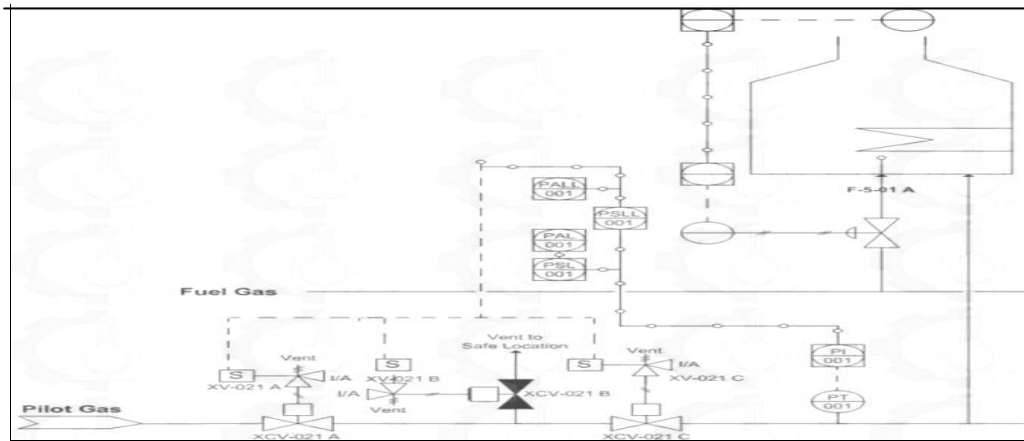 PALL
001
PSLL
001
F-5-01 A
PAL
001
PSL
001
Fuel Gas
Vent to
Safe Location
PI
001
Vent
S
I/A
XV-021 A
S
XV-021 B
I/A
Vent
XCV-021 B
S
Vent
I/A
XV-021 C
PT
001
Pilot Gas
XCV-021 A
XCV-021 C